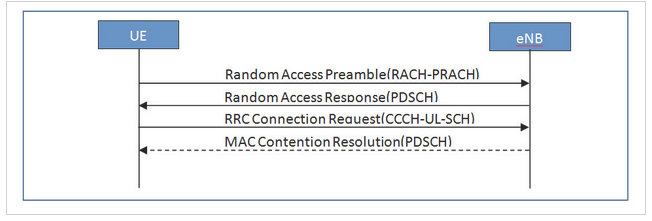 UE
eNB
Random Access Preamble(RACH-PRACH)
Random Access Response(PDSCH)
RRC Connection Request(CCCH-UL-SCH)
MAC Contention Resolution(PDSCH)